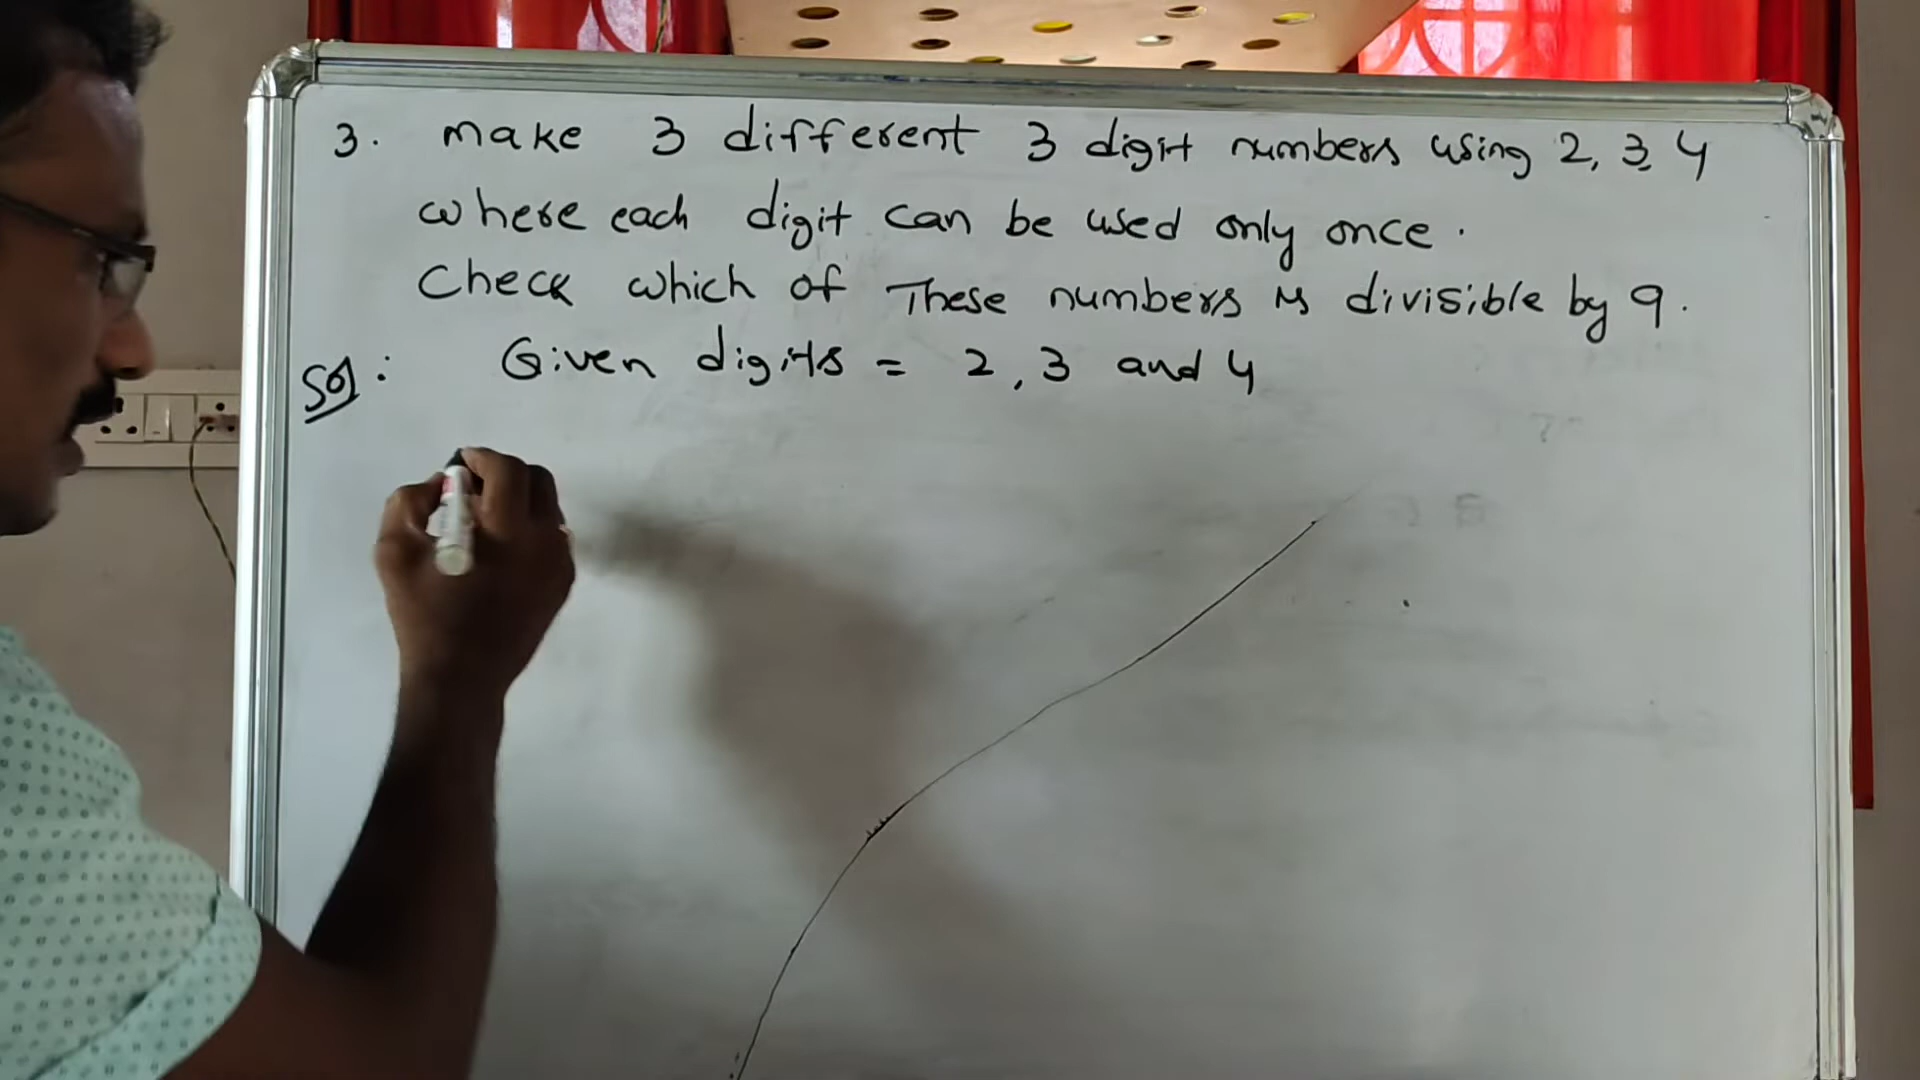 3. make 3 different 3 digit numbers using 2, 3, 4
where each digit can be used only once.
Check which of These numbers is divisible by 9.
Sol: Given digits = 2, 3 and 4